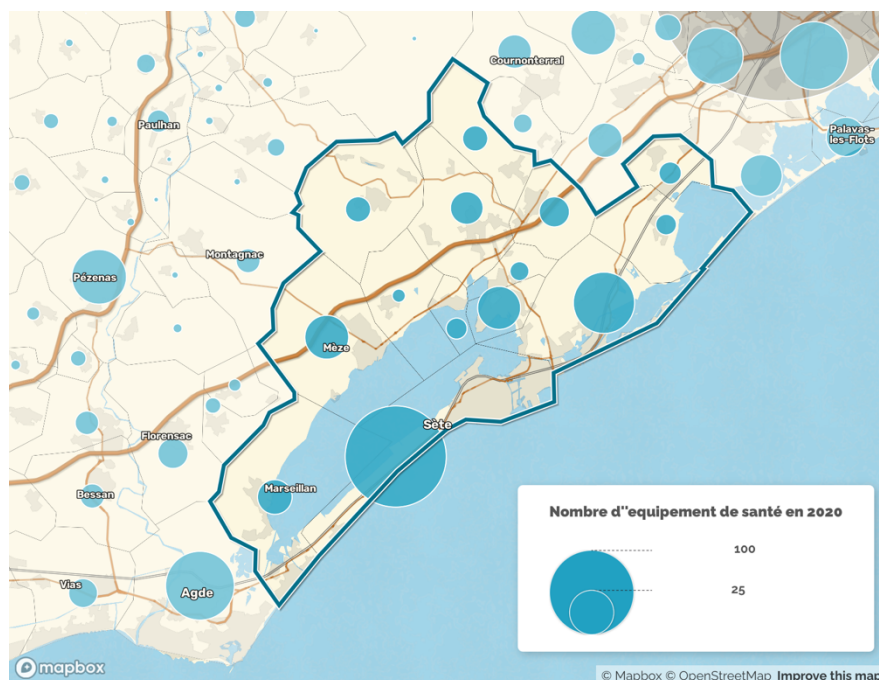 Cournonterral
Paulhan
Palavas-
les-Flots
Montagnac
Pézenas
Mèze
Sète
Florensac
Marseillan
Bessan
Vias
Agde
Nombre d''equipement de santé en 2020
100
25
mapbox
© Mapbox © OpenStreetMap Improve this map